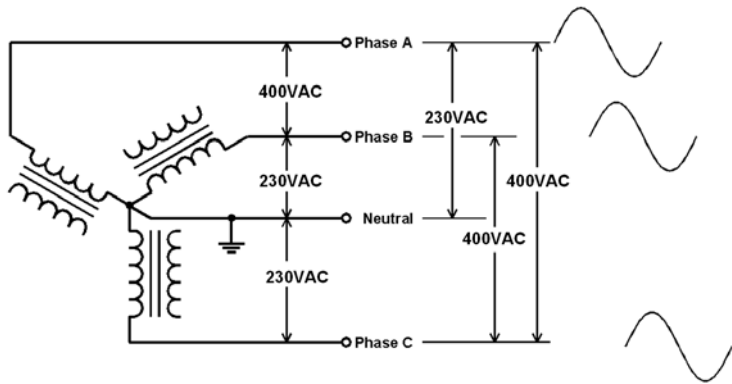 Phase A
400VAC
230VAC
Phase B
230VAC
400VAC
Neutral
400VAC
230VAC
Phase C